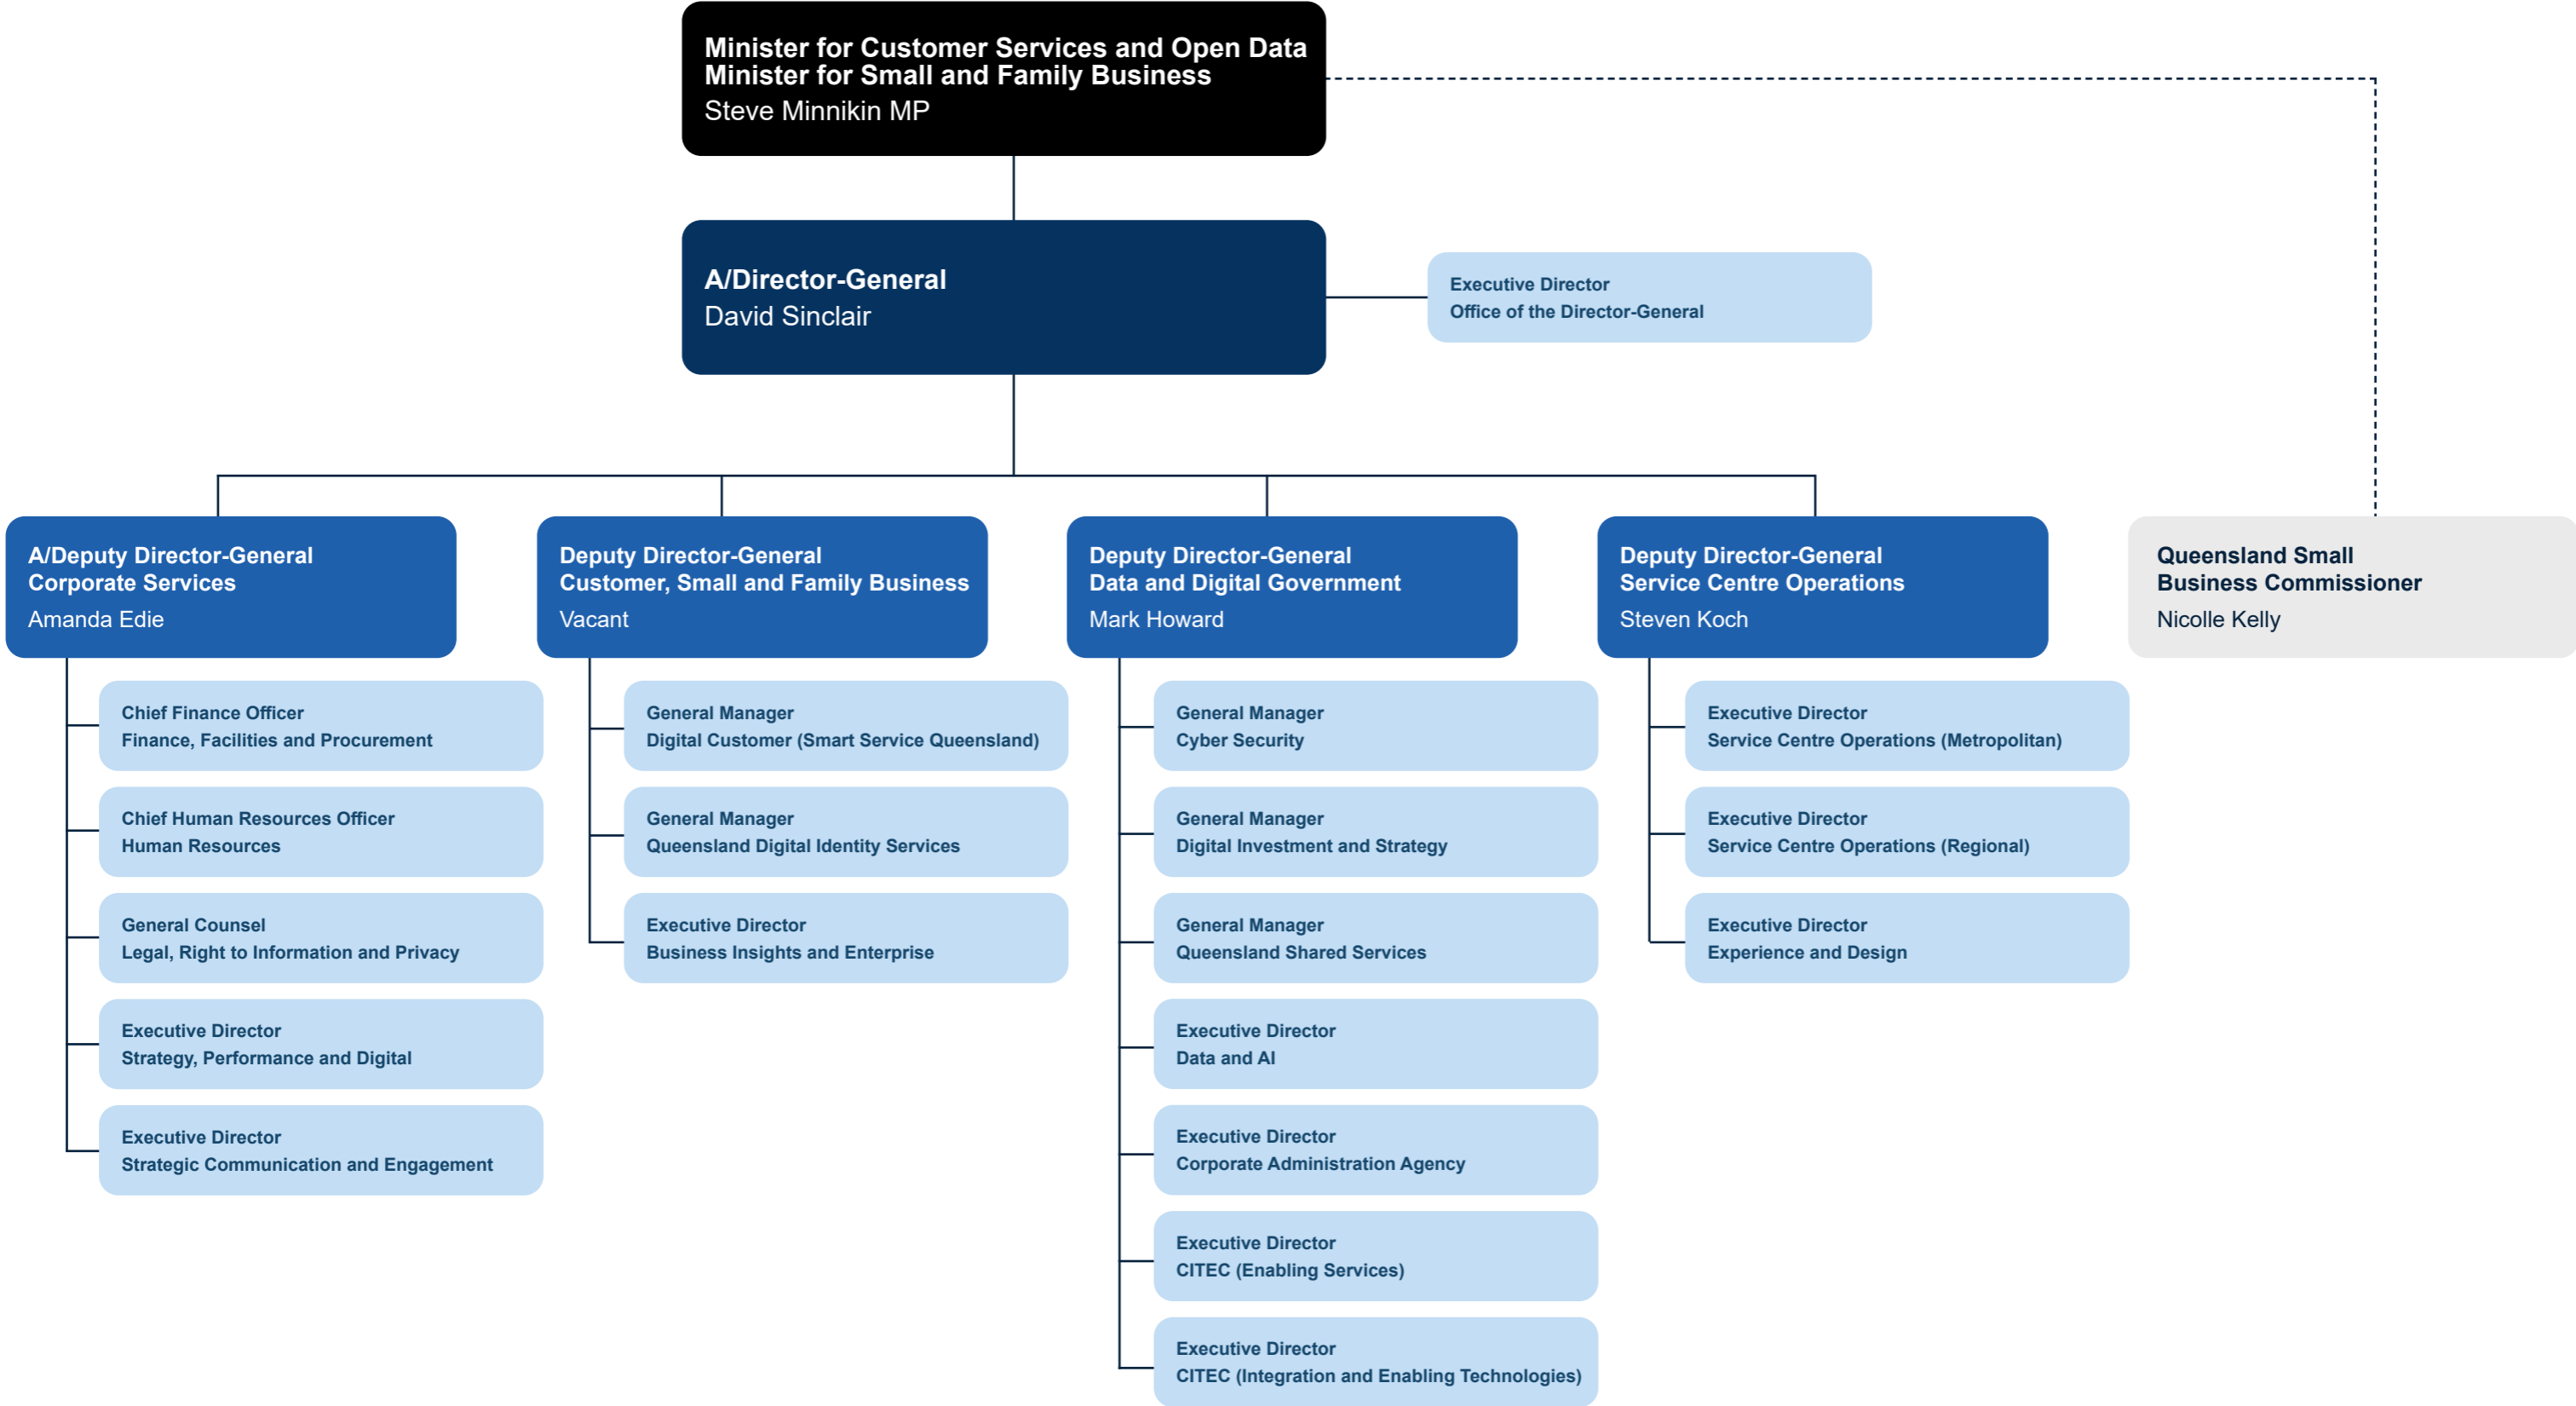 Minister for Customer Services and Open Data
Minister for Small and Family Business
Steve Minnikin MP
A/Director-General
David Sinclair
Executive Director
Office of the Director-General
A/Deputy Director-General
Corporate Services
Amanda Edie
Chief Finance Officer
Finance, Facilities and Procurement
Chief Human Resources Officer
Human Resources
General Counsel
Legal, Right to Information and Privacy
Executive Director
Strategy, Performance and Digital
Executive Director
Strategic Communication and Engagement
Deputy Director-General
Customer, Small and Family Business
Vacant
General Manager
Digital Customer (Smart Service Queensland)
General Manager
Queensland Digital Identity Services
Executive Director
Business Insights and Enterprise
Deputy Director-General
Data and Digital Government
Mark Howard
General Manager
Cyber Security
General Manager
Digital Investment and Strategy
General Manager
Queensland Shared Services
Executive Director
Data and AI
Executive Director
Corporate Administration Agency
Executive Director
CITEC (Enabling Services)
Executive Director
CITEC (Integration and Enabling Technologies)
Deputy Director-General
Service Centre Operations
Steven Koch
Executive Director
Service Centre Operations (Metropolitan)
Executive Director
Service Centre Operations (Regional)
Executive Director
Experience and Design
Queensland Small
Business Commissioner
Nicolle Kelly